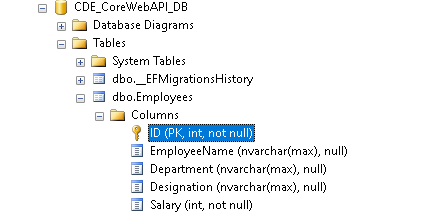 CDE_CoreWebAPI_DB
Database Diagrams
Tables
System Tables
dbo.__EFMigrationsHistory
dbo.Employees
Columns
ID (PK, int, not null)
EmployeeName (nvarchar(max), null)
Department (nvarchar(max), null)
Designation (nvarchar(max), null)
Salary (int, not null)